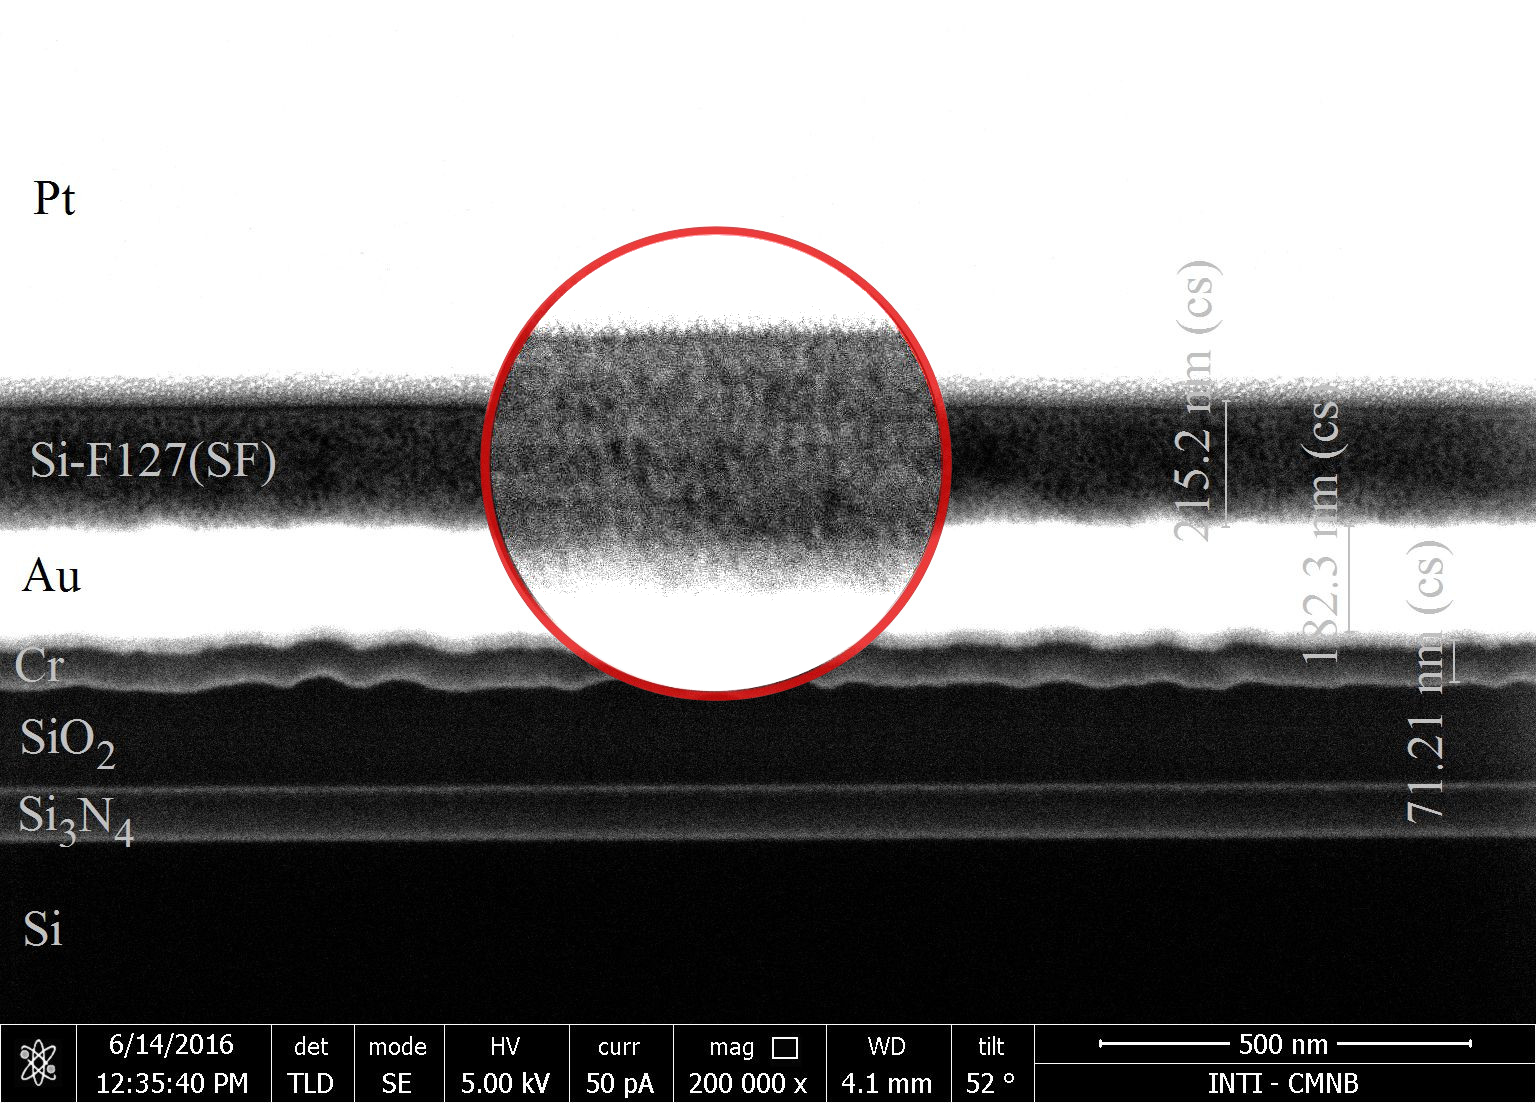 Pt
Si-F127(SF)
Au
Cr
SiO2
Si3N4
Si
215.2 nm (cs)
182.3 nm (cs
71.21 nm (cs)
6/14/2016
12:35:40 PM
det
TLD
mode
SE
HV
5.00 kV
curr
50 pA
mag
200 000 x
WD
4.1 mm
tilt
52 °
500 nm
INTI - CMNB